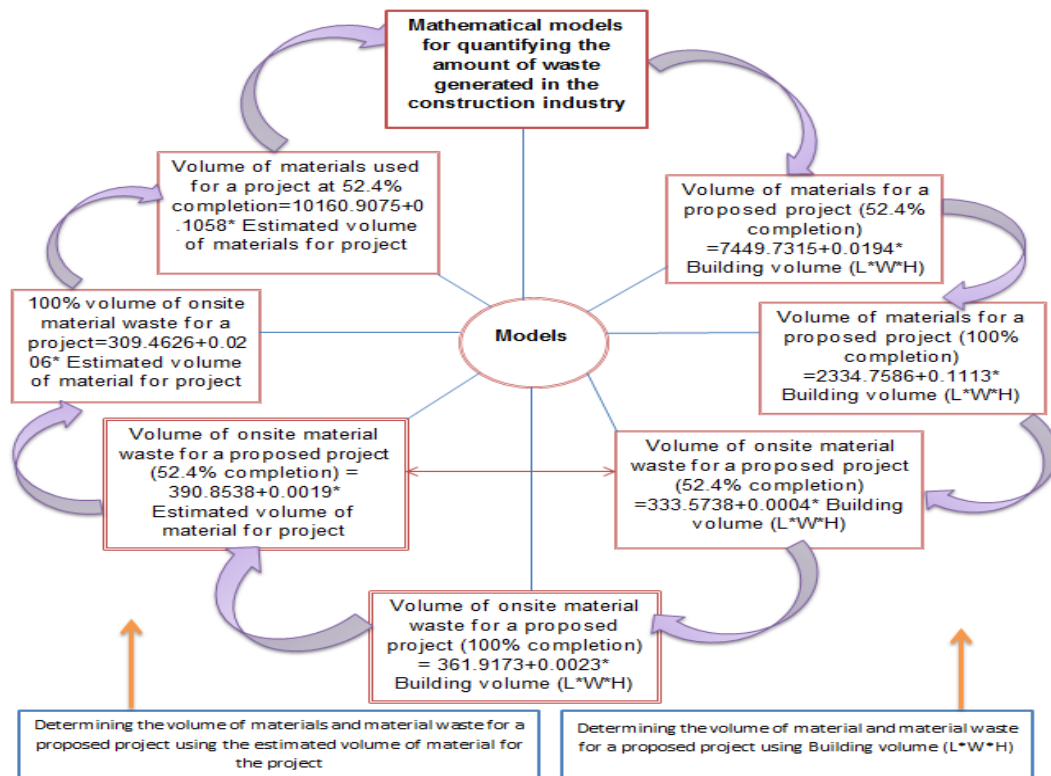 Mathematical models
for quantifying the
amount of waste
generated in the
construction industry
Volume of materials used
for a project at 52.4%
completion=10160.9075+0
.1058* Estimated volume
of materials for project
Volume of materials for a
proposed project (52.4%
completion)
=7449.7315+0.0194*
Building volume (L*W*H)
100% volume of onsite
material waste for a
project=309.4626+0.02
06* Estimated volume
of material for project
Models
Volume of materials for a
proposed project (100%
completion)
=2334.7586+0.1113*
Building volume (L*W*H)
Volume of onsite material
waste for a proposed project
(52.4% completion) =
390.8538+0.0019*
Estimated volume of
material for project
Volume of onsite material
waste for a proposed project
(52.4% completion)
=333.5738+0.0004* Building
volume (L*W*H)
Volume of onsite material
waste for a proposed
project (100% completion)
= 361.9173+0.0023*
Building volume (L*W*H)
Determining the volume of materials and material waste for a
proposed project using the estimated volume of material for
the project
Determining the volume of material and material waste
for a proposed project using Building volume (L*W*H)